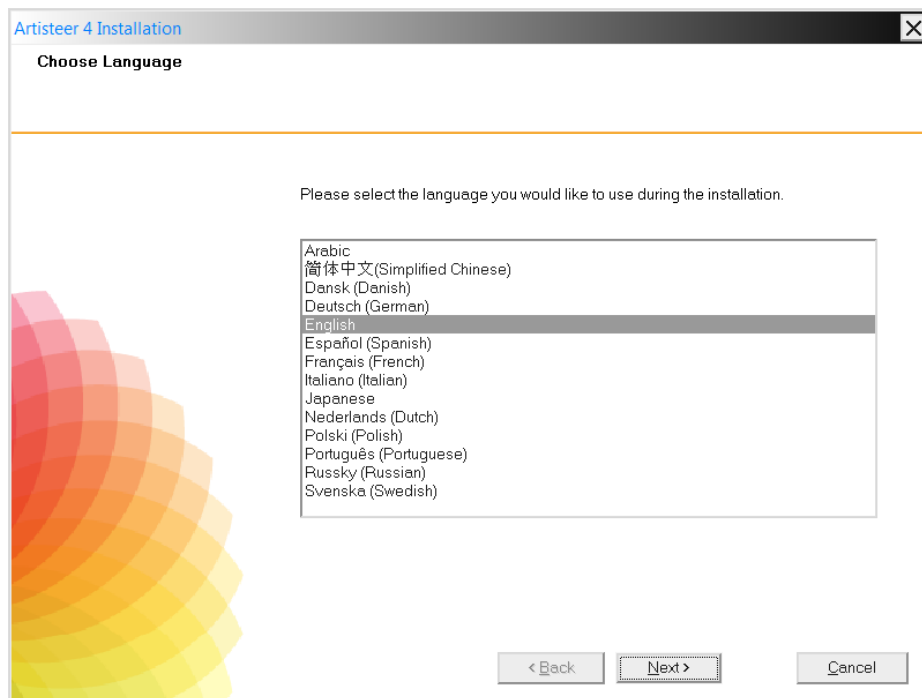 Artisteer 4 Installation
Choose Language
Please select the language you would like to use during the installation.
Arabic
简体中文(Simplified Chinese)
Dansk (Danish)
Deutsch (German)
English
Español (Spanish)
Français (French)
Italiano (Italian)
Japanese
Nederlands (Dutch)
Polski (Polish)
Português (Portuguese)
Russky (Russian)
Svenska (Swedish)
< Back Next > Cancel